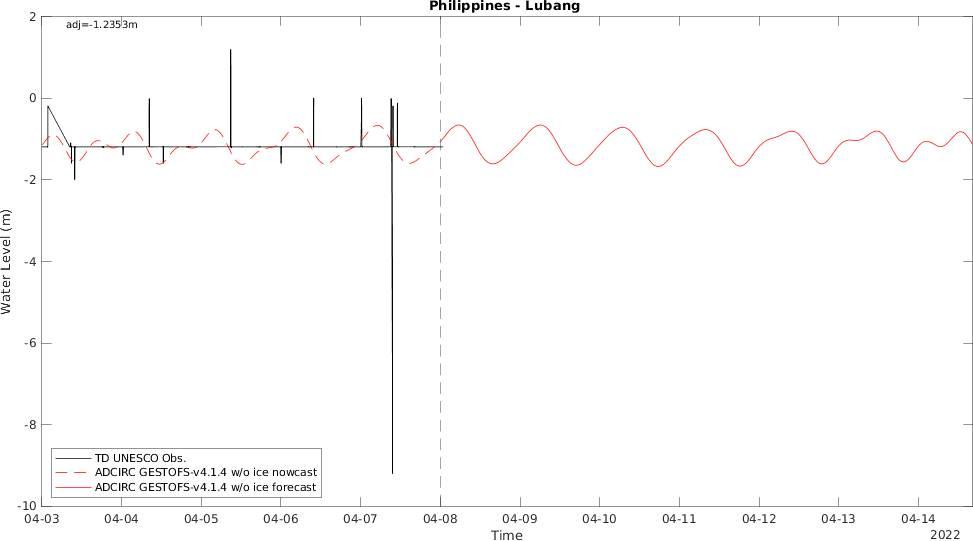 Philippines - Lubang
adj=-1.2353m
2
0
-2
-4
-6
-8
-10
Water Level (m)
TD UNESCO Obs.
ADCIRC GESTOFS-v4.1.4 w/o ice nowcast
ADCIRC GESTOFS-v4.1.4 w/o ice forecast
04-03 04-04 04-05 04-06 04-07 04-08 04-09 04-10 04-11 04-12 04-13 04-14
Time
2022